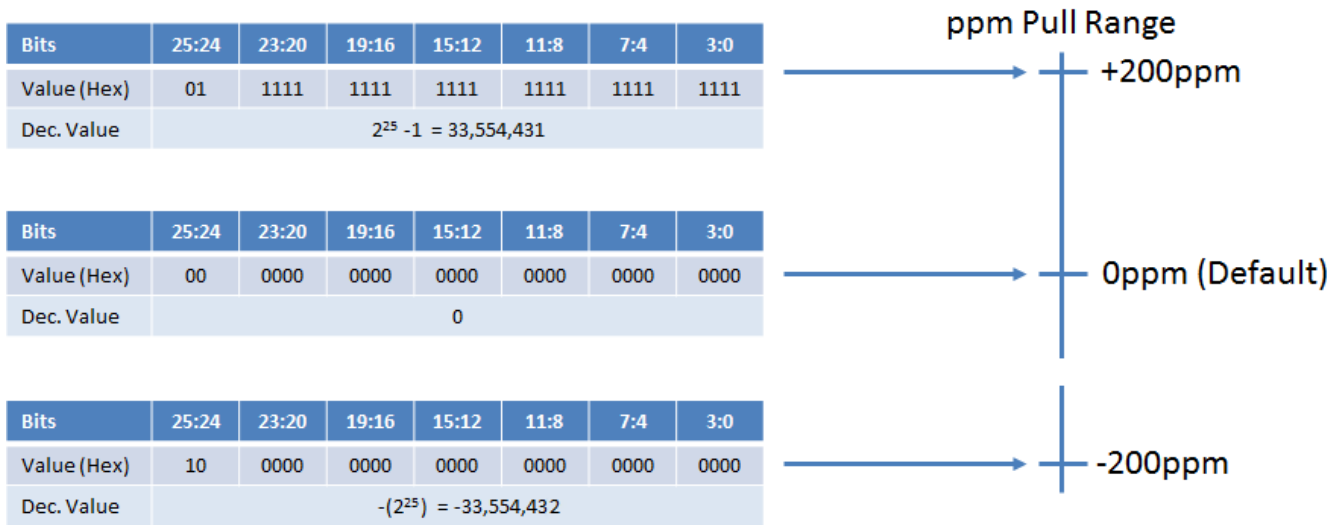 ppm Pull Range
Bits 25:24 23:20 19:16 15:12 11:8 7:4 3:0
Value (Hex) 01 1111 1111 1111 1111 1111 1111
Dec. Value 2²⁵ -1 = 33,554,431
+200ppm
Bits 25:24 23:20 19:16 15:12 11:8 7:4 3:0
Value (Hex) 00 0000 0000 0000 0000 0000 0000
Dec. Value 0
0ppm (Default)
Bits 25:24 23:20 19:16 15:12 11:8 7:4 3:0
Value (Hex) 10 0000 0000 0000 0000 0000 0000
Dec. Value -(2²⁵) = -33,554,432
-200ppm